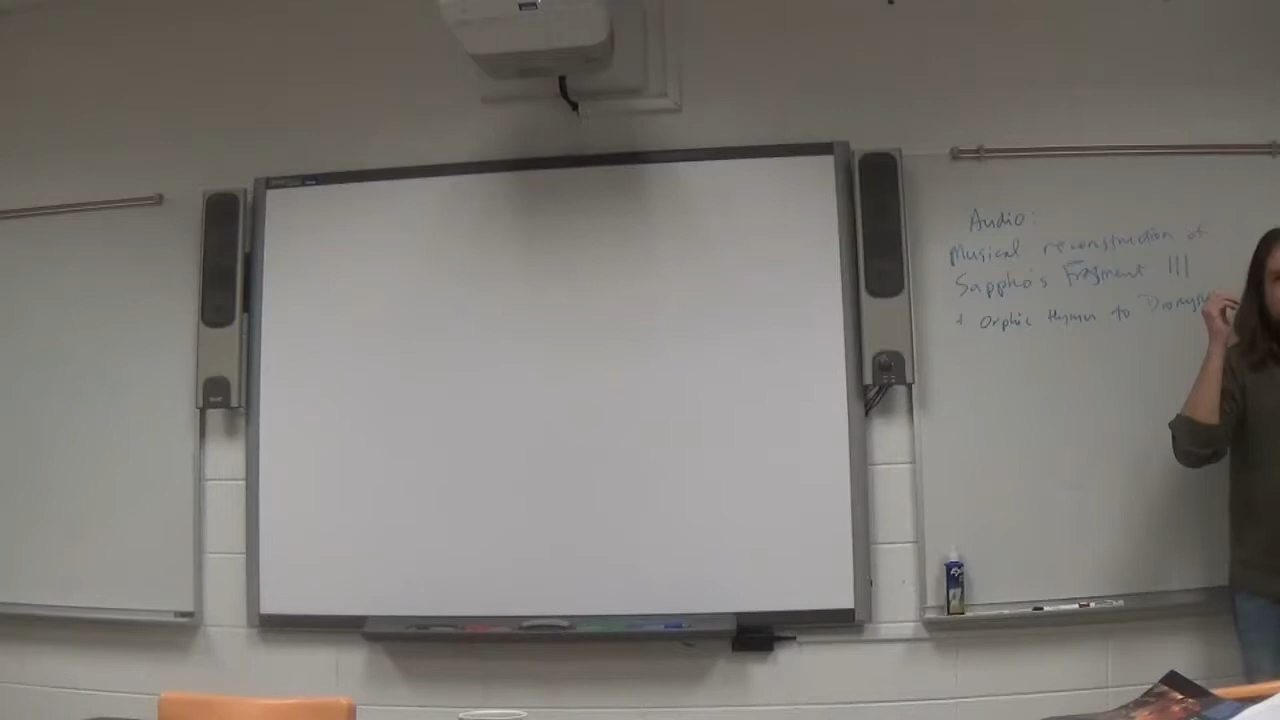 Audio:
Musical reconstruction of
Sappho's Fragment III
+ Orphic Hymn to